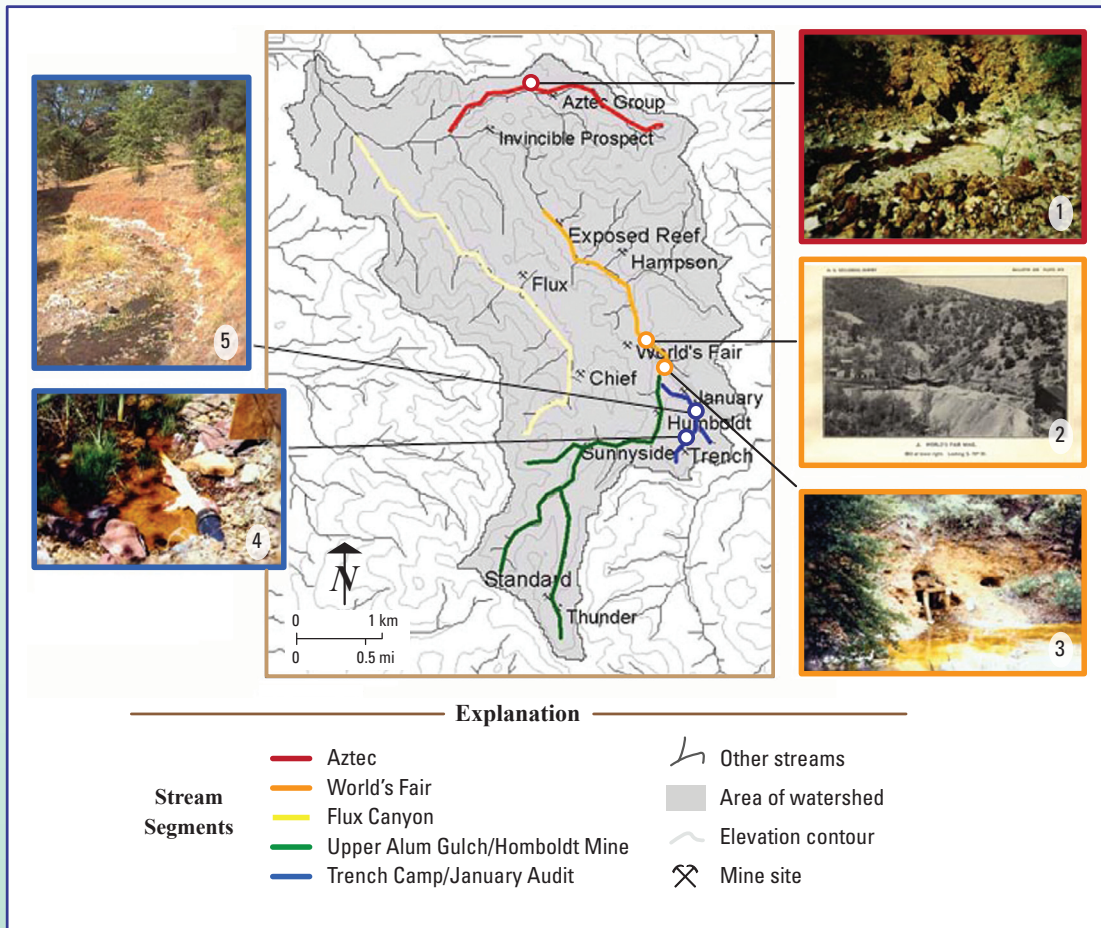 Aztec Group
Invincible Prospect
Exposed Reef
Hampson
Flux
World's Fair
Chief
January
Humboldt
Sunnyside
Trench
Standard
Thunder
N
0 1 km
0 0.5 mi
1
2
A. WORLD'S FAIR MINE.
3
4
5
Explanation
Stream
Segments
Aztec
World's Fair
Flux Canyon
Upper Alum Gulch/Homboldt Mine
Trench Camp/January Audit
Other streams
Area of watershed
Elevation contour
Mine site